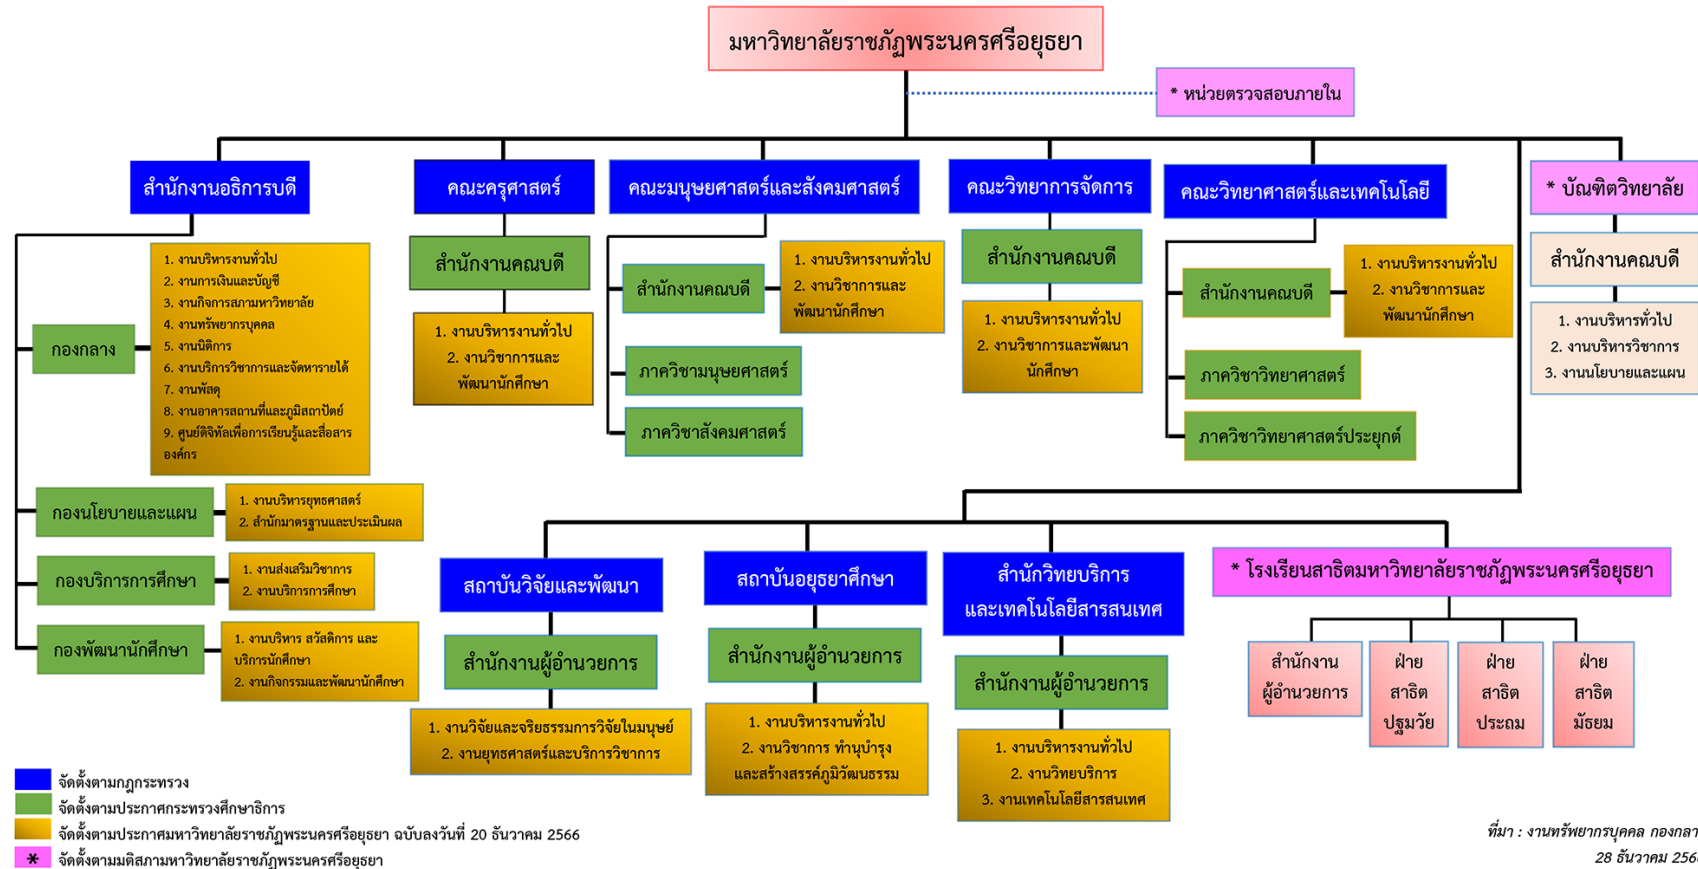 มหาวิทยาลัยราชภัฏพระนครศรีอยุธยา
* หน่วยตรวจสอบภายใน
สำนักงานอธิการบดี
คณะครุศาสตร์
คณะมนุษยศาสตร์และสังคมศาสตร์
คณะวิทยาการจัดการ
คณะวิทยาศาสตร์และเทคโนโลยี
* บัณฑิตวิทยาลัย
กองกลาง
1. งานบริหารงานทั่วไป
2. งานการเงินและบัญชี
3. งานกิจการสภามหาวิทยาลัย
4. งานทรัพยากรบุคคล
5. งานนิติการ
6. งานบริการวิชาการและจัดหารายได้
7. งานพัสดุ
8. งานอาคารสถานที่และภูมิสถาปัตย์
9. ศูนย์ดิจิทัลเพื่อการเรียนรู้และสื่อสาร
องค์กร
กองนโยบายและแผน
1. งานบริหารยุทธศาสตร์
2. สำนักมาตรฐานและประเมินผล
กองบริการการศึกษา
1. งานส่งเสริมวิชาการ
2. งานบริการการศึกษา
กองพัฒนานักศึกษา
1. งานบริหาร สวัสดิการ และ
บริการนักศึกษา
2. งานกิจกรรมและพัฒนานักศึกษา
สำนักงานคณบดี
1. งานบริหารงานทั่วไป
2. งานวิชาการและ
พัฒนานักศึกษา
สำนักงานคณบดี
1. งานบริหารงานทั่วไป
2. งานวิชาการและ
พัฒนานักศึกษา
ภาควิชามนุษยศาสตร์
ภาควิชาสังคมศาสตร์
สำนักงานคณบดี
1. งานบริหารงานทั่วไป
2. งานวิชาการและพัฒนา
นักศึกษา
สำนักงานคณบดี
1. งานบริหารงานทั่วไป
2. งานวิชาการและ
พัฒนานักศึกษา
ภาควิชาวิทยาศาสตร์
ภาควิชาวิทยาศาสตร์ประยุกต์
สำนักงานคณบดี
1. งานบริหารทั่วไป
2. งานบริหารวิชาการ
3. งานนโยบายและแผน
สถาบันวิจัยและพัฒนา
สำนักงานผู้อำนวยการ
1. งานวิจัยและจริยธรรมการวิจัยในมนุษย์
2. งานยุทธศาสตร์และบริการวิชาการ
สถาบันอยุธยาศึกษา
สำนักงานผู้อำนวยการ
1. งานบริหารงานทั่วไป
2. งานวิชาการ ทำนุบำรุง
และสร้างสรรค์ภูมิวัฒนธรรม
สำนักวิทยบริการ
และเทคโนโลยีสารสนเทศ
สำนักงานผู้อำนวยการ
1. งานบริหารงานทั่วไป
2. งานวิทยบริการ
3. งานเทคโนโลยีสารสนเทศ
* โรงเรียนสาธิตมหาวิทยาลัยราชภัฏพระนครศรีอยุธยา
สำนักงาน
ผู้อำนวยการ
ฝ่าย
สาธิต
ปฐมวัย
ฝ่าย
สาธิต
ประถม
ฝ่าย
สาธิต
มัธยม
จัดตั้งตามกฎกระทรวง
จัดตั้งตามประกาศกระทรวงศึกษาธิการ
จัดตั้งตามประกาศมหาวิทยาลัยราชภัฏพระนครศรีอยุธยา ฉบับลงวันที่ 20 ธันวาคม 2566
* จัดตั้งตามมติสภามหาวิทยาลัยราชภัฏพระนครศรีอยุธยา
ที่มา : งานทรัพยากรบุคคล กองกลา
28 ธันวาคม 256